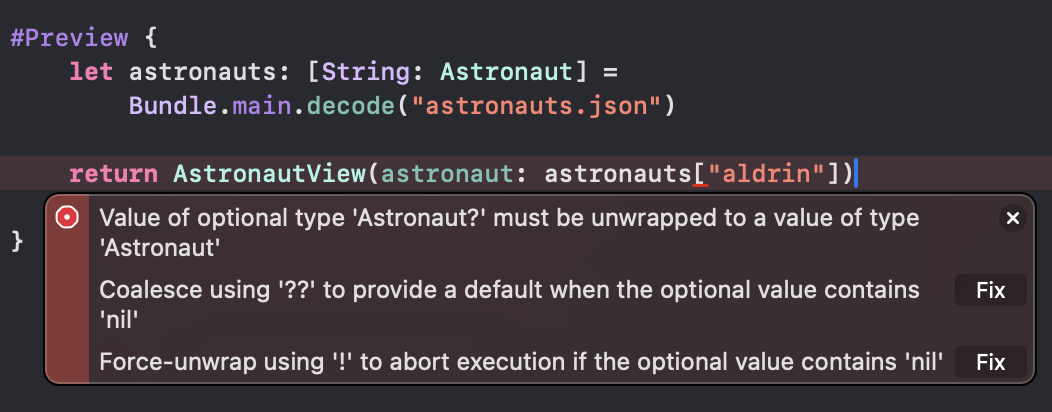 #Preview {
    let astronauts: [String: Astronaut] =
        Bundle.main.decode("astronauts.json")
    return AstronautView(astronaut: astronauts["aldrin"])
Value of optional type 'Astronaut?' must be unwrapped to a value of type
'Astronaut'
}
Coalesce using '??' to provide a default when the optional value contains
'nil'
Fix
Force-unwrap using '!' to abort execution if the optional value contains 'nil'
Fix